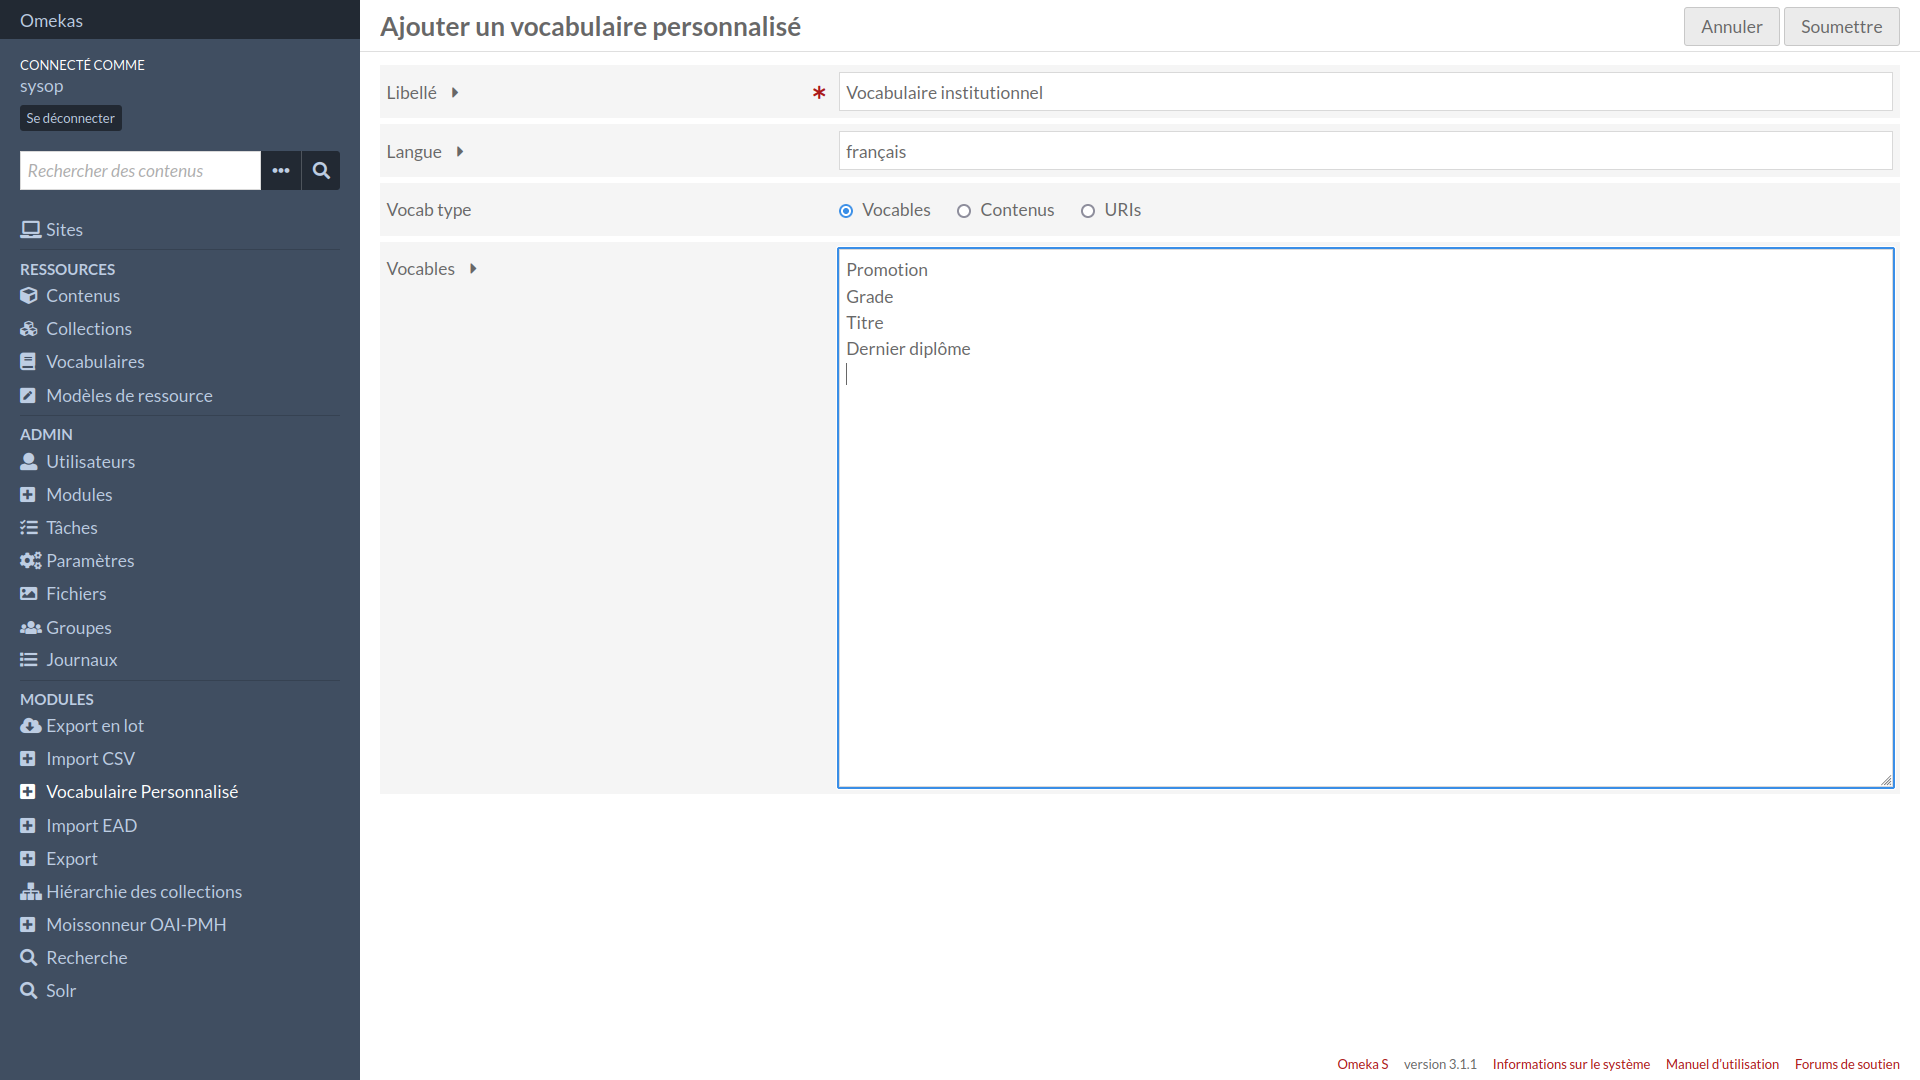 Omekas
CONNECTÉ COMME
sysop
Se déconnecter
Rechercher des contenus
Sites
RESSOURCES
Contenus
Collections
Vocabulaires
Modèles de ressource
ADMIN
Utilisateurs
Modules
Tâches
Paramètres
Fichiers
Groupes
Journaux
MODULES
Export en lot
Import CSV
Vocabulaire Personnalisé
Import EAD
Export
Hiérarchie des collections
Moissonneur OAI-PMH
Recherche
Solr
Ajouter un vocabulaire personnalisé
Annuler Soumettre
Libellé * Vocabulaire institutionnel
Langue français
Vocab type Vocables Contenus URIs
Vocables
Promotion
Grade
Titre
Dernier diplôme
Omeka S version 3.1.1 Informations sur le système Manuel d'utilisation Forums de soutien